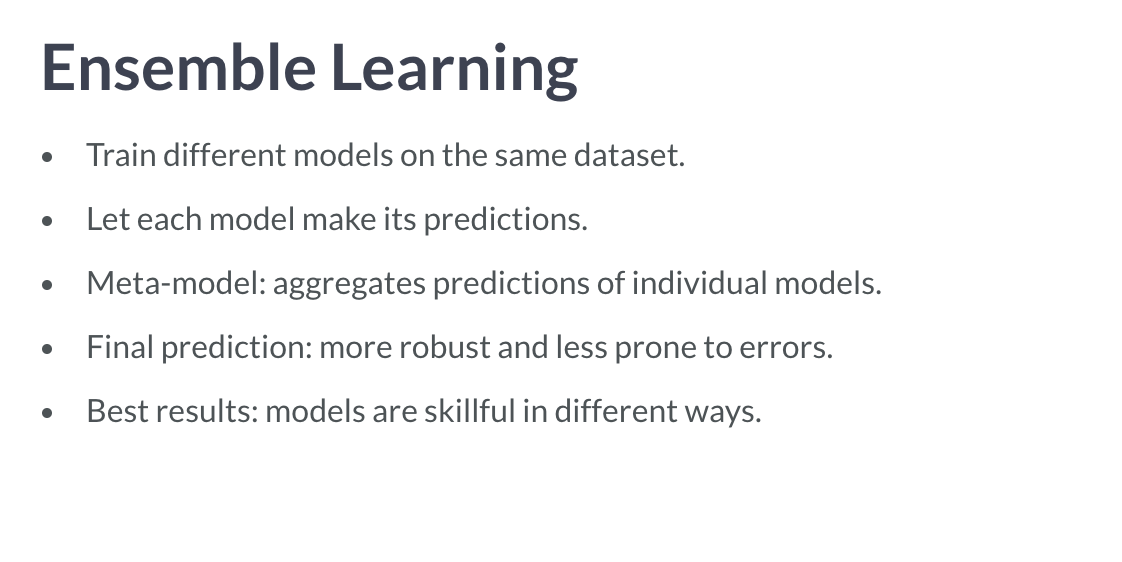 Ensemble Learning
• Train different models on the same dataset.
• Let each model make its predictions.
• Meta-model: aggregates predictions of individual models.
• Final prediction: more robust and less prone to errors.
• Best results: models are skillful in different ways.